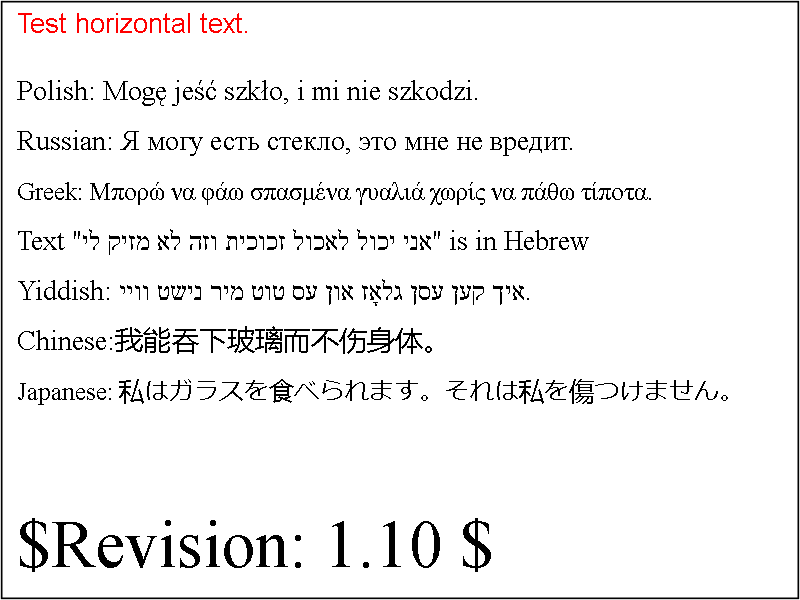 Test horizontal text.
Polish: Mogę jeść szkło, i mi nie szkodzi.
Russian: Я могу есть стекло, это мне не вредит.
Greek: Μπορώ να φάω σπασμένα γυαλιά χωρίς να πάθω τίποτα.
Text "אני יכול לאכול זכוכית וזה לא מזיק לי" is in Hebrew
Yiddish: איך קען עסן גלאָז און עס טוט מיר נישט וויי.
Chinese:我能吞下玻璃而不伤身体。
Japanese: 私はガラスを食べられます。それは私を傷つけません。
$Revision: 1.10 $